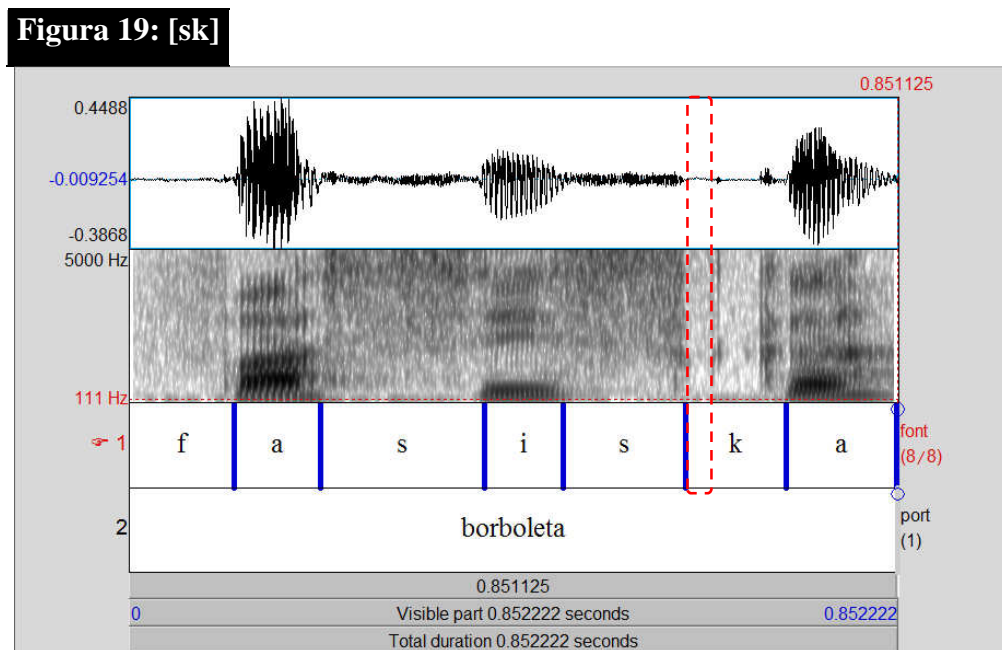 Figura 19: [sk]
0.851125
0.4488
-0.009254
-0.3868
5000 Hz
111 Hz
1 f a s i s k a font
(8/8)
2 borboleta port
(1)
0.851125
0 Visible part 0.852222 seconds 0.852222
Total duration 0.852222 seconds